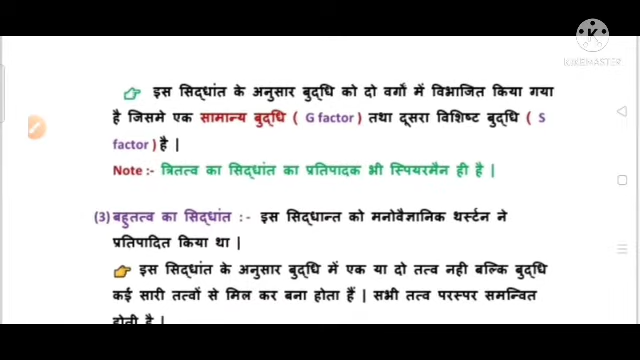 KINEMASTER
👉 इस सिद्धांत के अनुसार बुद्धि को दो वर्गों में विभाजित किया गया
है जिसमे एक सामान्य बुद्धि ( G factor) तथा दूसरा विशिष्ट बुद्धि ( S
factor) है |
Note :- त्रितत्व का सिद्धांत का प्रतिपादक भी स्पियरमैन ही है |
(3) बहुतत्व का सिद्धांत :- इस सिद्धान्त को मनोवैज्ञानिक थर्स्टन ने
प्रतिपादित किया था |
👉 इस सिद्धांत के अनुसार बुद्धि में एक या दो तत्व नही बल्कि बुद्धि
कई सारी तत्वों से मिल कर बना होता हैं | सभी तत्व परस्पर समन्वित
होती है |